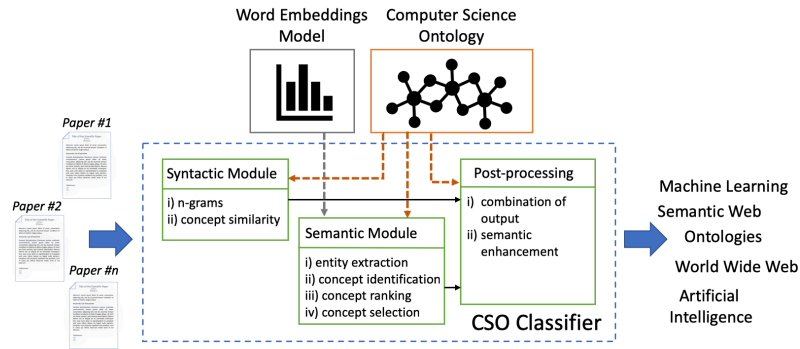 Word Embeddings
Model
Computer Science
Ontology
Paper #1
Paper #2
Paper #n
Syntactic Module
i) n-grams
ii) concept similarity
Semantic Module
i) entity extraction
ii) concept identification
iii) concept ranking
iv) concept selection
Post-processing
i) combination of
output
ii) semantic
enhancement
CSO Classifier
Machine Learning
Semantic Web
Ontologies
World Wide Web
Artificial
Intelligence